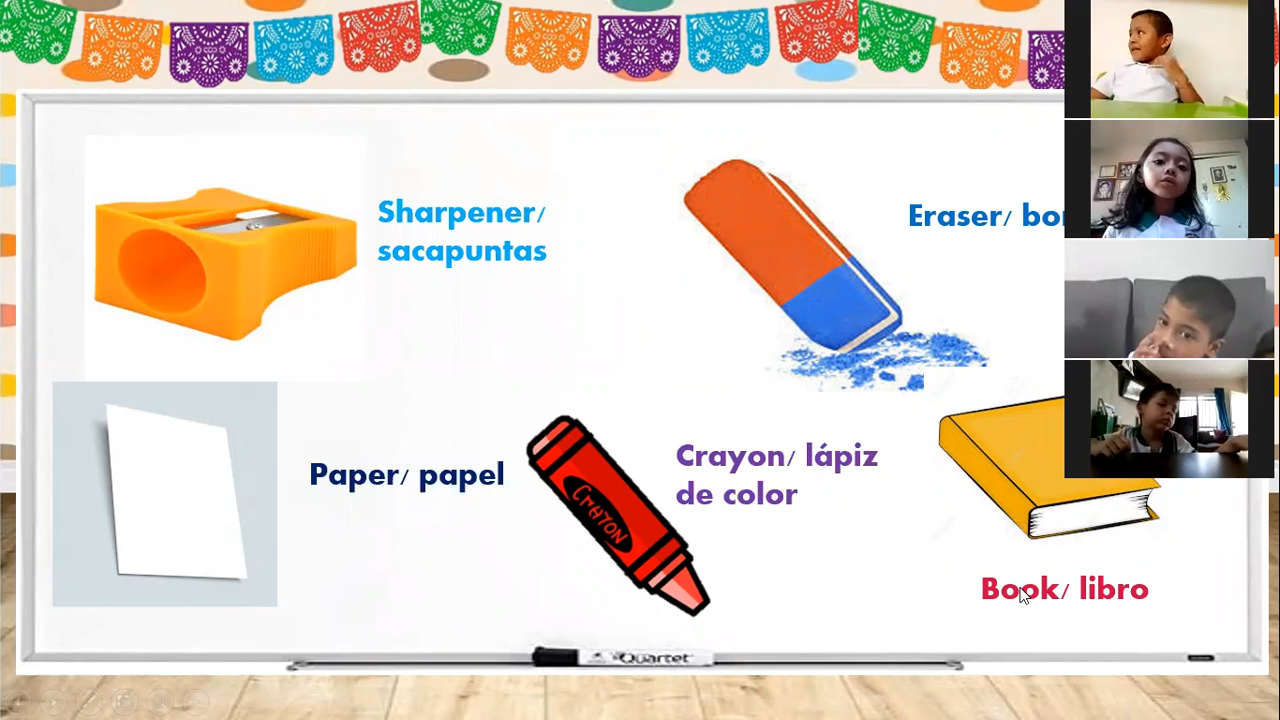 Sharpener/
sacapuntas
Eraser/
Paper/ papel
CRAYON
Crayon/ lápiz
de color
Book/ libro
Quartet